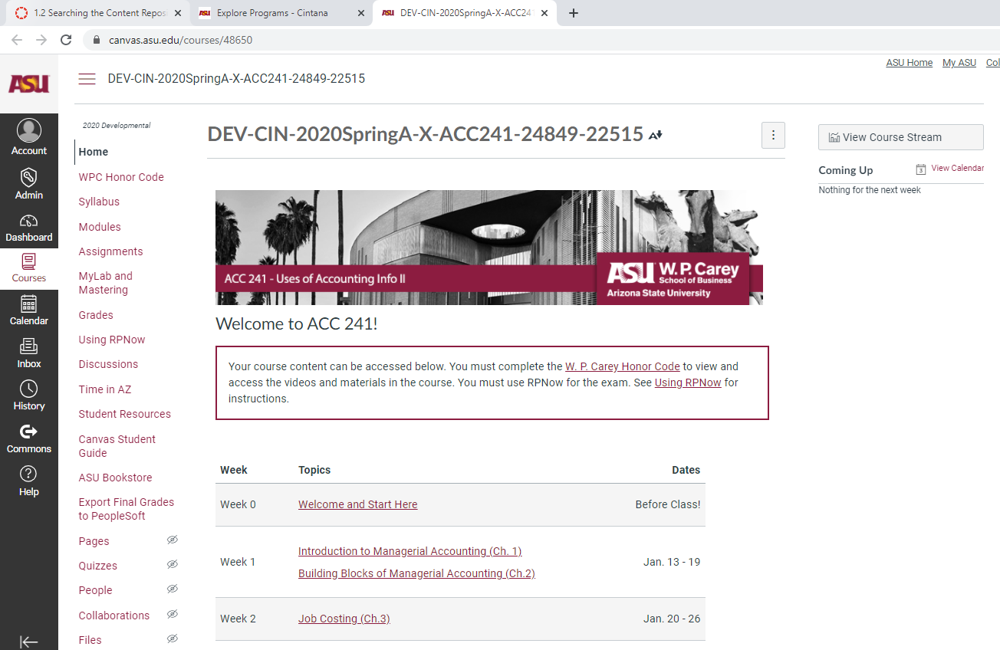 1.2 Searching the Content Repos
ASU Explore Programs - Cintana
ASU DEV-CIN-2020SpringA-X-ACC241
canvas.asu.edu/courses/48650
ASU Home My ASU Col
ASU
DEV-CIN-2020SpringA-X-ACC241-24849-22515
Account
Admin
Dashboard
Courses
Calendar
Inbox
History
Commons
Help
2020 Developmental
Home
WPC Honor Code
Syllabus
Modules
Assignments
MyLab and
Mastering
Grades
Using RPNow
Discussions
Time in AZ
Student Resources
Canvas Student
Guide
ASU Bookstore
Export Final Grades
to PeopleSoft
Pages
Quizzes
People
Collaborations
Files
DEV-CIN-2020SpringA-X-ACC241-24849-22515
ACC 241 - Uses of Accounting Info II
ASU W. P. Carey
School of Business
Arizona State University
Welcome to ACC 241!
Your course content can be accessed below. You must complete the W. P. Carey Honor Code to view and
access the videos and materials in the course. You must use RPNow for the exam. See Using RPNow for
instructions.
Week Topics Dates
Week 0 Welcome and Start Here Before Class!
Week 1 Introduction to Managerial Accounting (Ch. 1)
Building Blocks of Managerial Accounting (Ch.2) Jan. 13 - 19
Week 2 Job Costing (Ch.3) Jan. 20 - 26
View Course Stream
Coming Up 3 View Calendar
Nothing for the next week